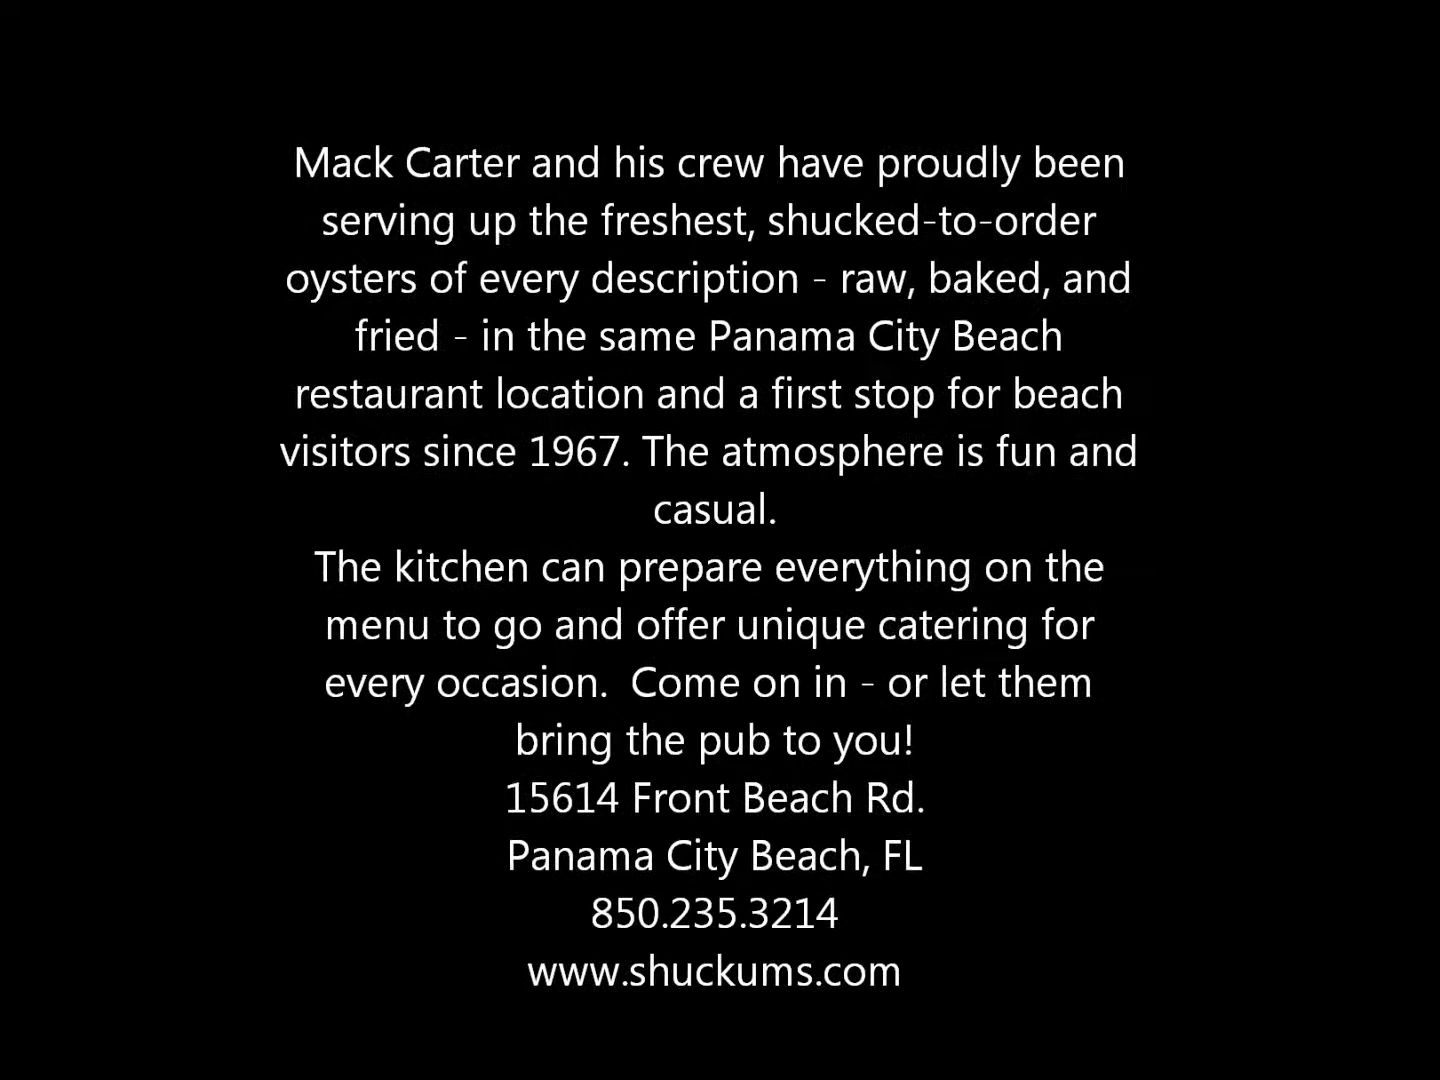 Mack Carter and his crew have proudly been
serving up the freshest, shucked-to-order
oysters of every description - raw, baked, and
fried - in the same Panama City Beach
restaurant location and a first stop for beach
visitors since 1967. The atmosphere is fun and
casual.
The kitchen can prepare everything on the
menu to go and offer unique catering for
every occasion.  Come on in - or let them
bring the pub to you!
15614 Front Beach Rd.
Panama City Beach, FL
850.235.3214
www.shuckums.com